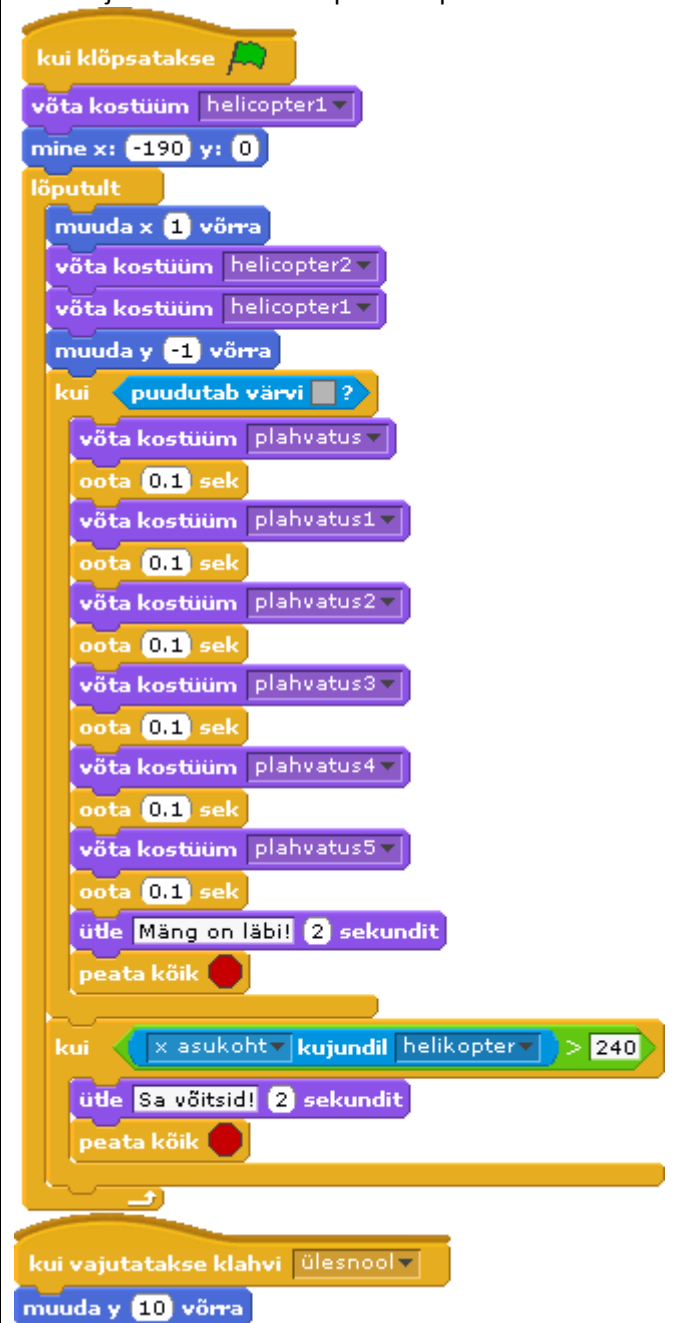 kui klõpsatakse
võta kostüüm helicopter1
mine x: -190 y: 0
lõputult
muuda x 1 võrra
võta kostüüm helicopter2
võta kostüüm helicopter1
muuda y -1 võrra
kui puudutab värvi ?
võta kostüüm plahvatus
oota 0.1 sek
võta kostüüm plahvatus1
oota 0.1 sek
võta kostüüm plahvatus2
oota 0.1 sek
võta kostüüm plahvatus3
oota 0.1 sek
võta kostüüm plahvatus4
oota 0.1 sek
võta kostüüm plahvatus5
oota 0.1 sek
ütle Mäng on läbi! 2 sekundit
peata kõik
kui x asukoht kujundil helikopter > 240
ütle Sa võitsid! 2 sekundit
peata kõik
kui vajutatakse klahvi ülesnool
muuda y 10 võrra